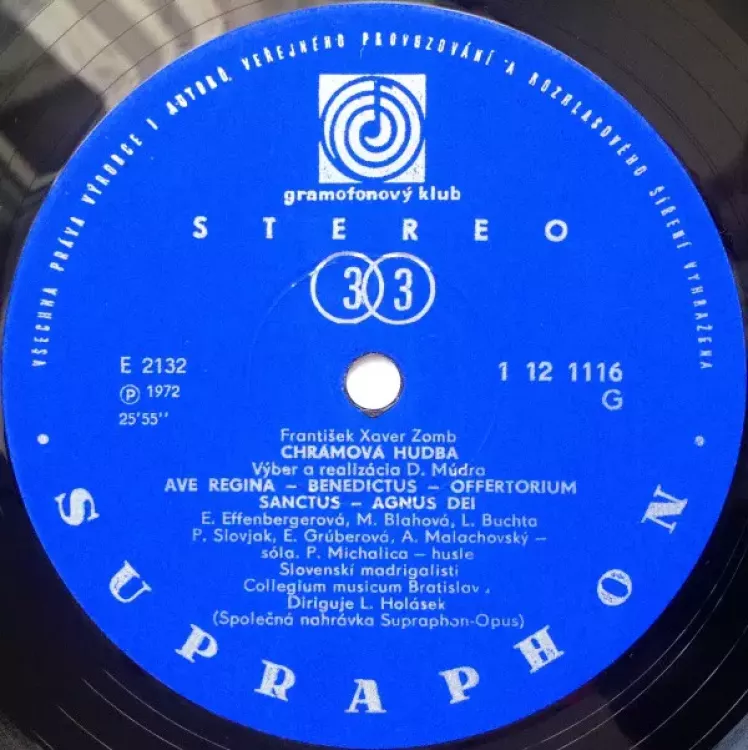 VŠECHNA PRÁVA VÝROBCE I AUTORŮ, VEŘEJNÉHO PROVOZOVÁNÍ A ROZHLASOVÉHO ŠÍŘENÍ VYHRAZENA
gramofonový klub
STEREO
33
E 2132
℗ 1972
25'55''
1 12 1116
G
František Xaver Zomb
CHRÁMOVÁ HUDBA
Výber a realizácia D. Múdra
AVE REGINA – BENEDICTUS – OFFERTORIUM
SANCTUS – AGNUS DEI
E. Effenbergerová, M. Blahová, L. Buchta
P. Slovjak, E. Grúberová, A. Malachovský –
sóla. P. Michalica – husle
Slovenskí madrigalisti
Collegium musicum Bratislav.
Diriguje L. Holásek
(Společná nahrávka Supraphon-Opus)
SUPRAPHON